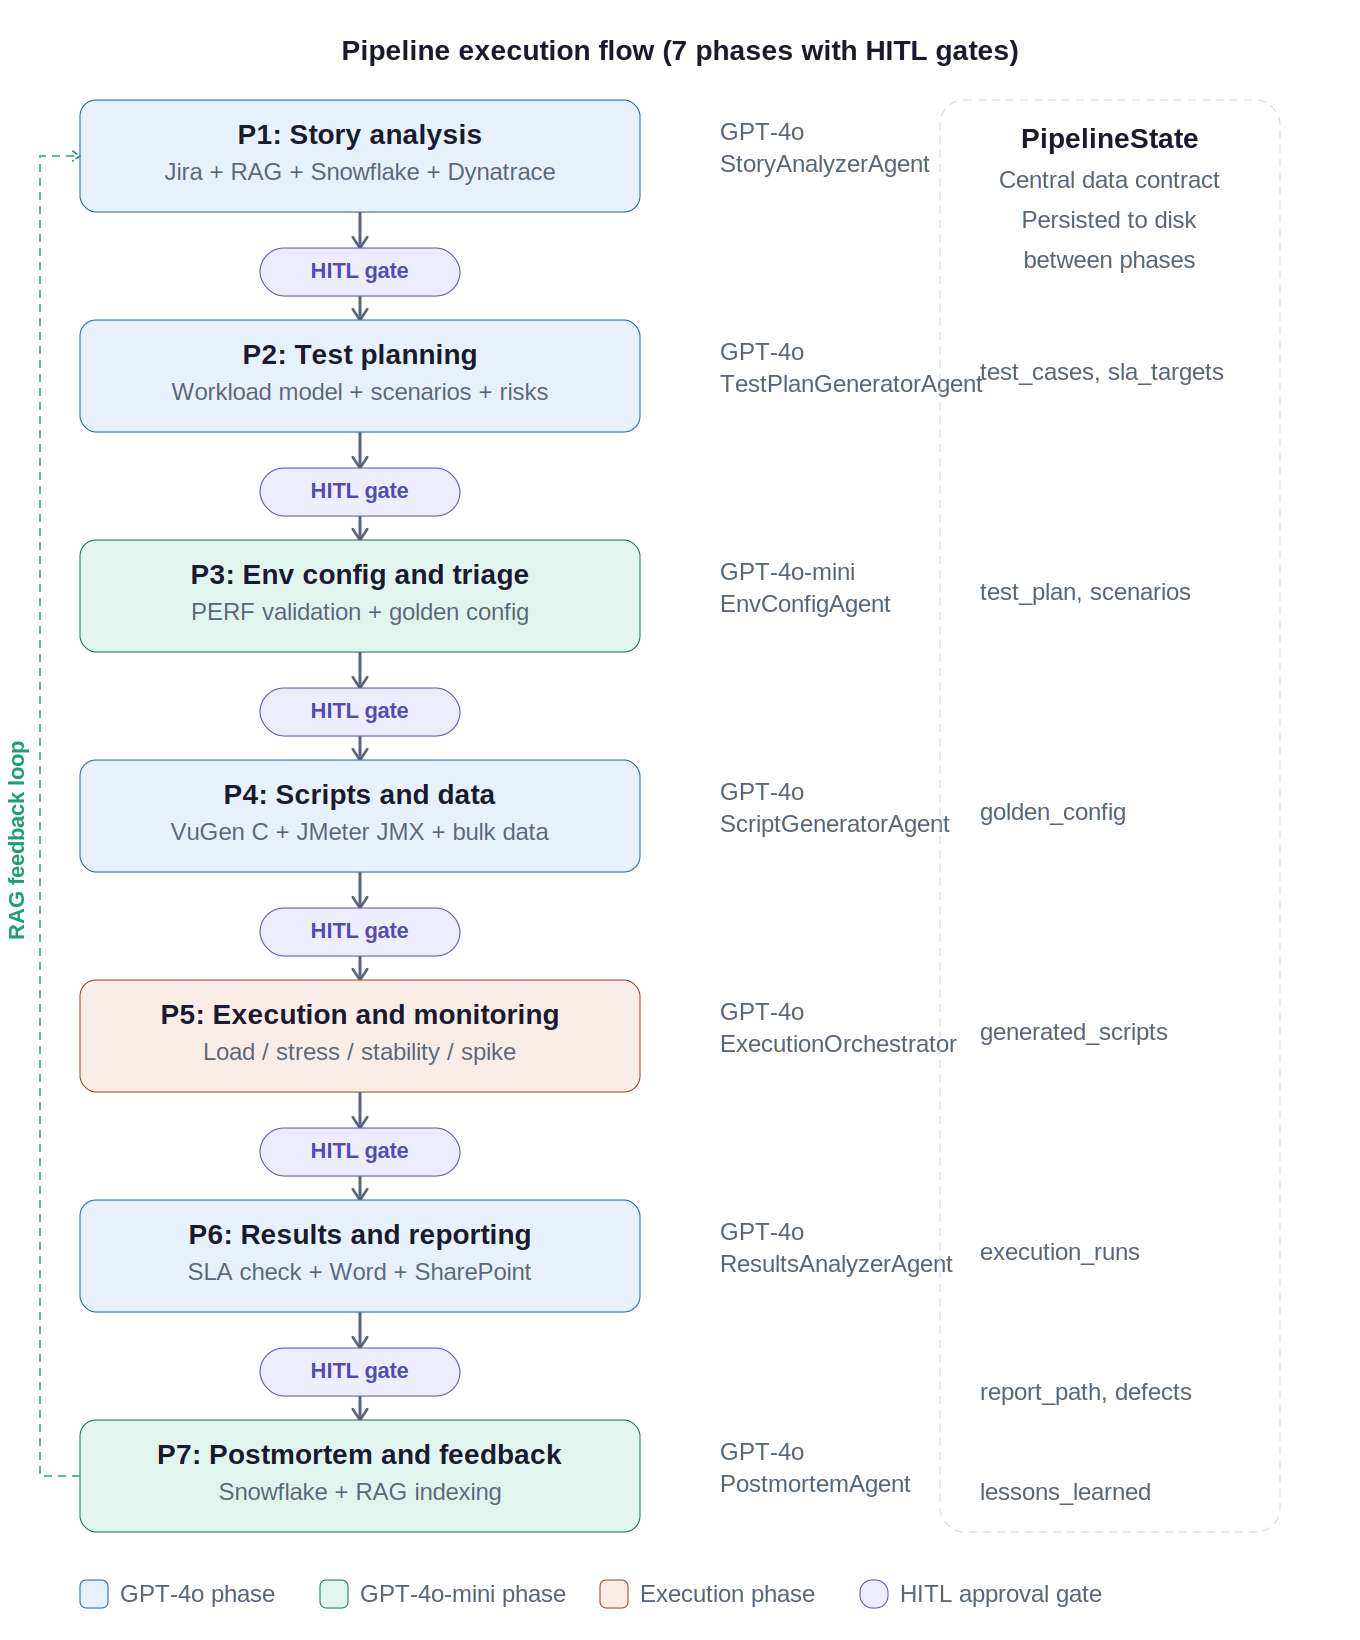 Pipeline execution flow (7 phases with HITL gates)
P1: Story analysis
Jira + RAG + Snowflake + Dynatrace
GPT-4o
StoryAnalyzerAgent
PipelineState
Central data contract
Persisted to disk
between phases
HITL gate
P2: Test planning
Workload model + scenarios + risks
GPT-4o
TestPlanGeneratorAgent
test_cases, sla_targets
HITL gate
P3: Env config and triage
PERF validation + golden config
GPT-4o-mini
EnvConfigAgent
test_plan, scenarios
HITL gate
P4: Scripts and data
VuGen C + JMeter JMX + bulk data
GPT-4o
ScriptGeneratorAgent
golden_config
RAG feedback loop
HITL gate
P5: Execution and monitoring
Load / stress / stability / spike
GPT-4o
ExecutionOrchestrator
generated_scripts
HITL gate
P6: Results and reporting
SLA check + Word + SharePoint
GPT-4o
ResultsAnalyzerAgent
execution_runs
HITL gate
report_path, defects
P7: Postmortem and feedback
Snowflake + RAG indexing
GPT-4o
PostmortemAgent
lessons_learned
GPT-4o phase
GPT-4o-mini phase
Execution phase
HITL approval gate